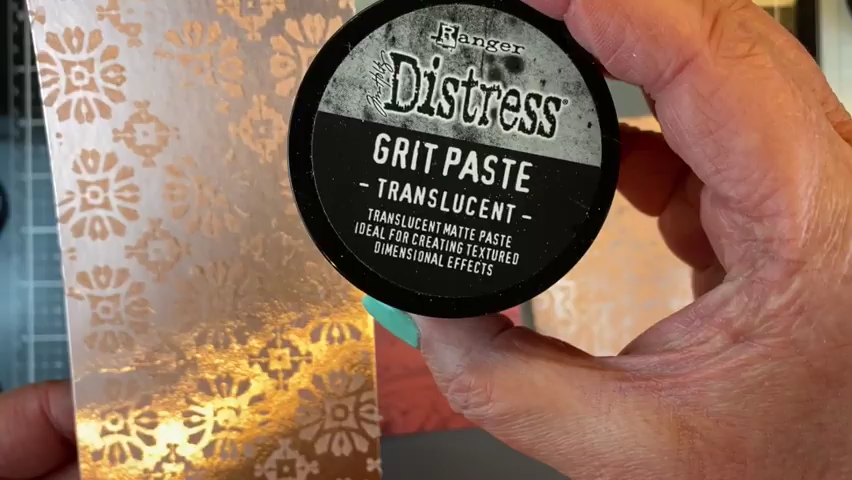 Ranger
Tim Holtz
Distress®
GRIT PASTE
- TRANSLUCENT -
TRANSLUCENT MATTE PASTE
IDEAL FOR CREATING TEXTURED
DIMENSIONAL EFFECTS